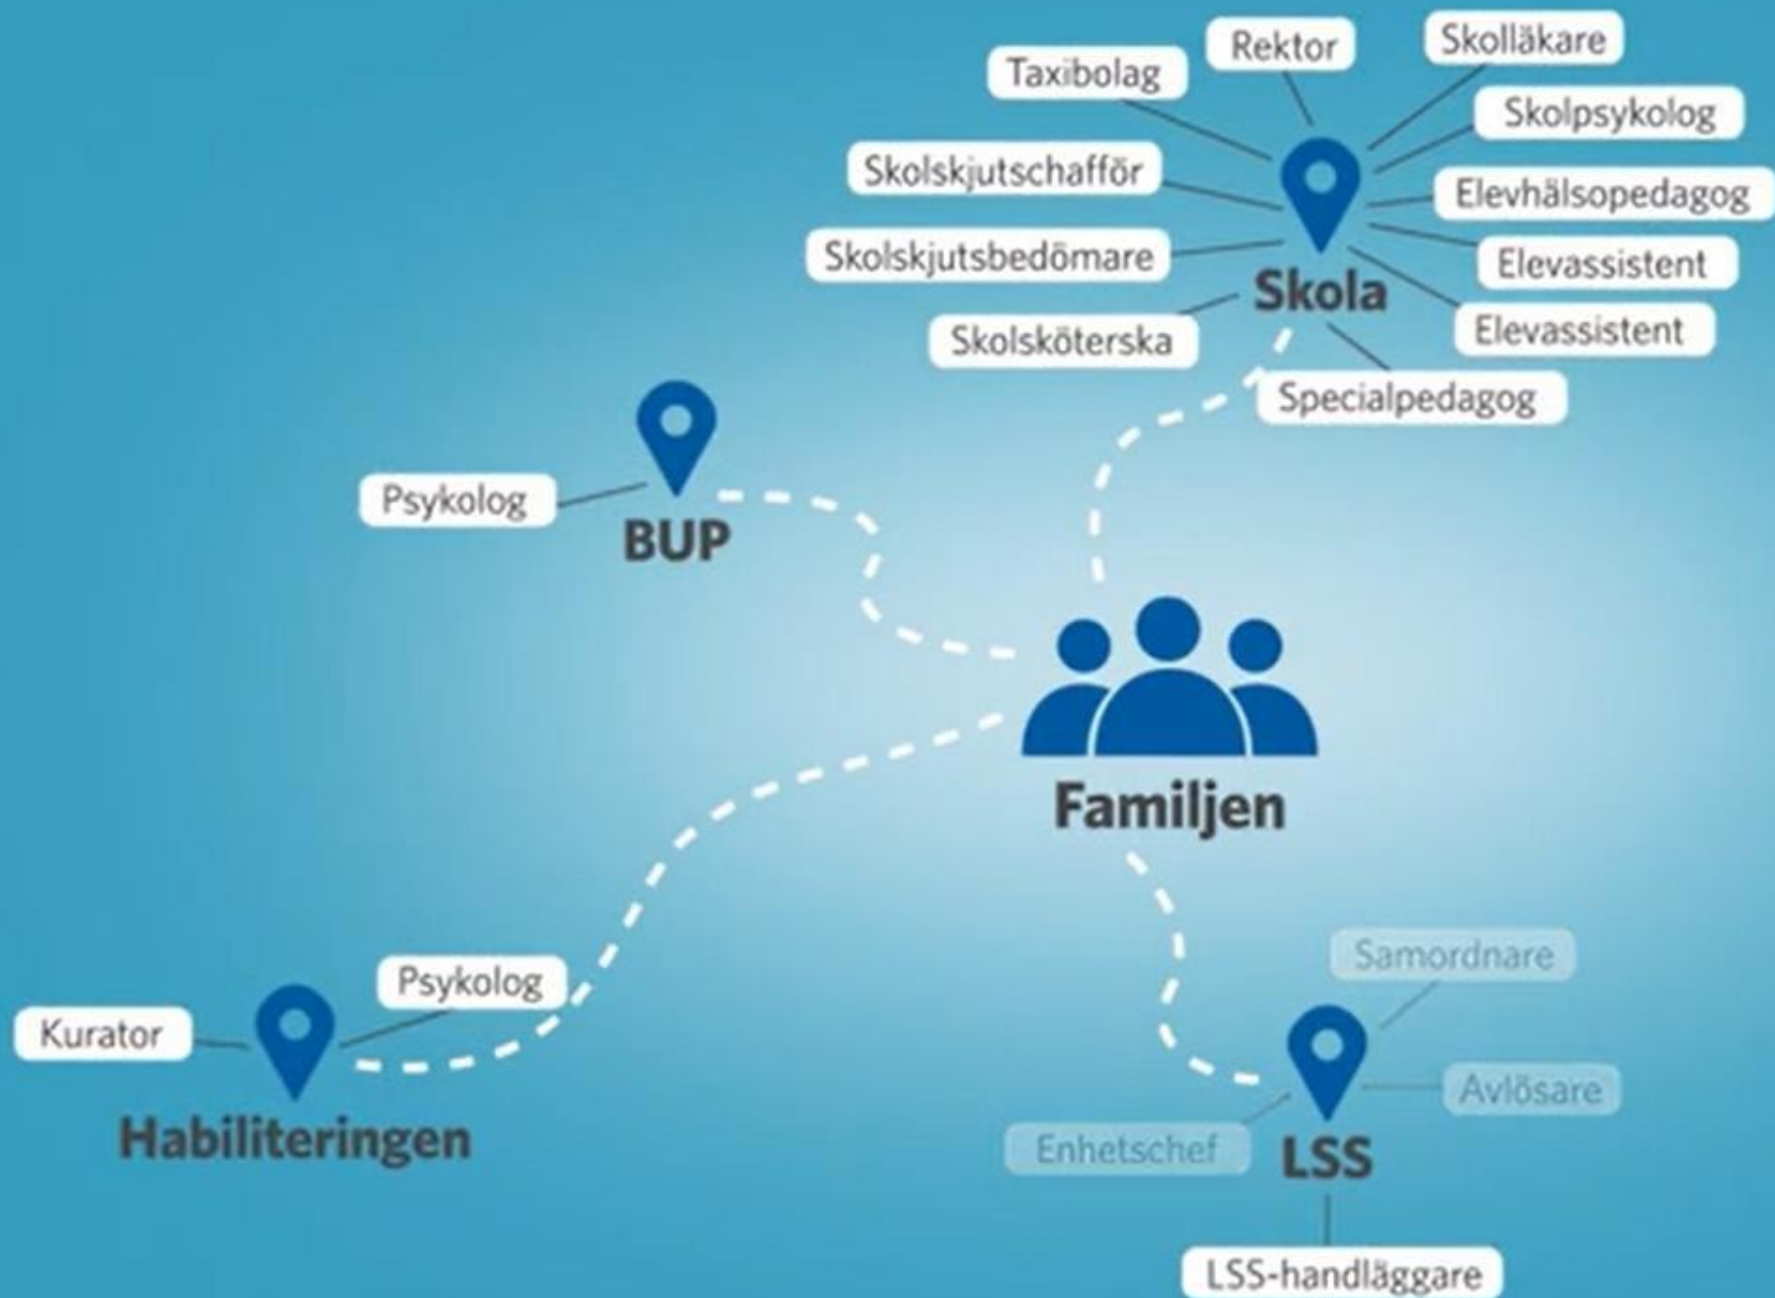 Rektor
Skolläkare
Taxibolag
Skolpsykolog
Skolskjutschafför
Elevhälsopedagog
Skolskjutsbedömare
Elevassistent
Skola
Elevassistent
Skolsköterska
Specialpedagog
Psykolog
BUP
Familjen
Samordnare
Psykolog
Kurator
Avlösare
Habiliteringen
Enhetschef
LSS
LSS-handläggare